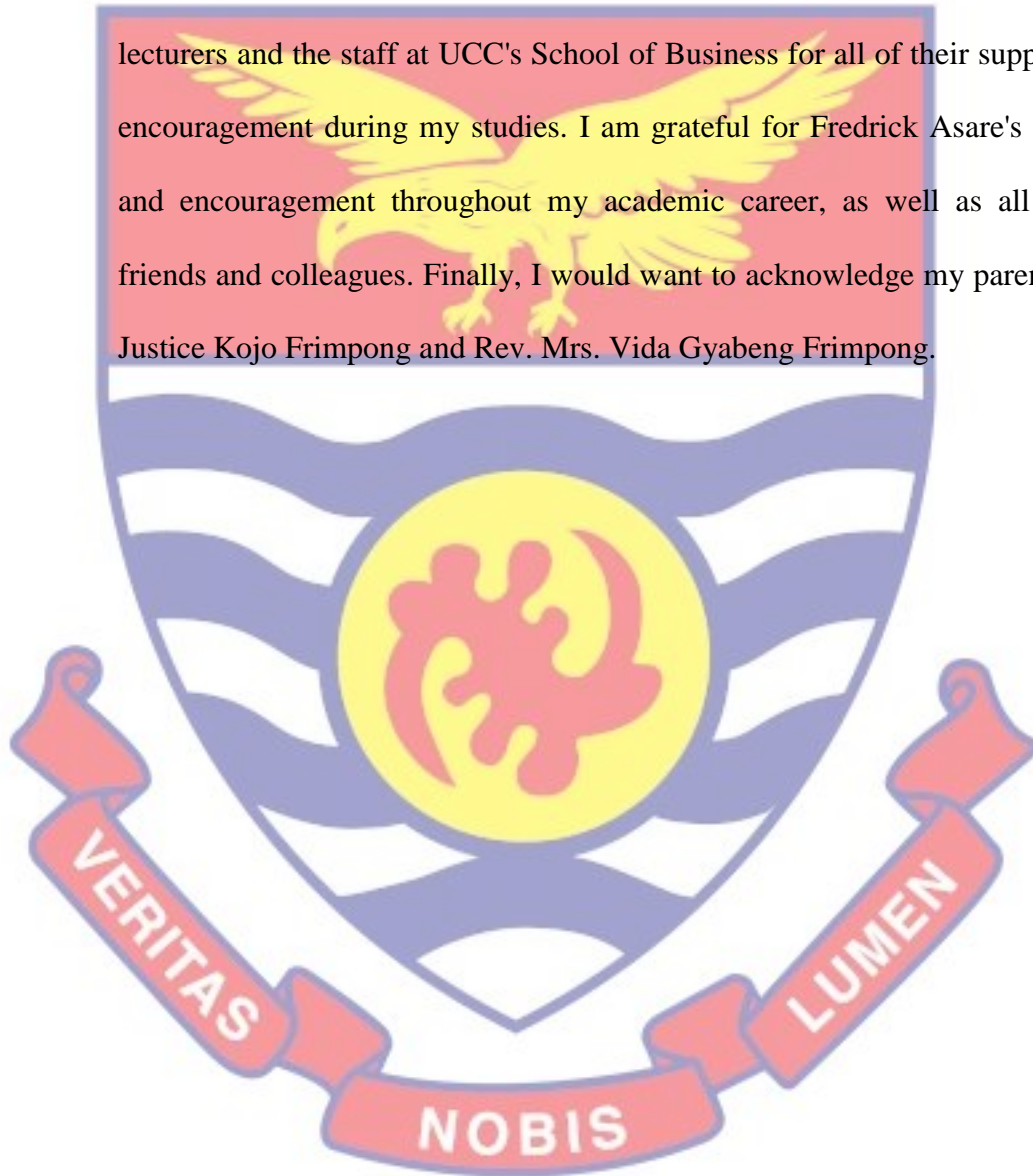 lecturers and the staff at UCC's School of Business for all of their supp
encouragement during my studies. I am grateful for Fredrick Asare's
and encouragement throughout my academic career, as well as all
friends and colleagues. Finally, I would want to acknowledge my paren
Justice Kojo Frimpong and Rev. Mrs. Vida Gyabeng Frimpong.
VERITAS
NOBIS
LUMEN